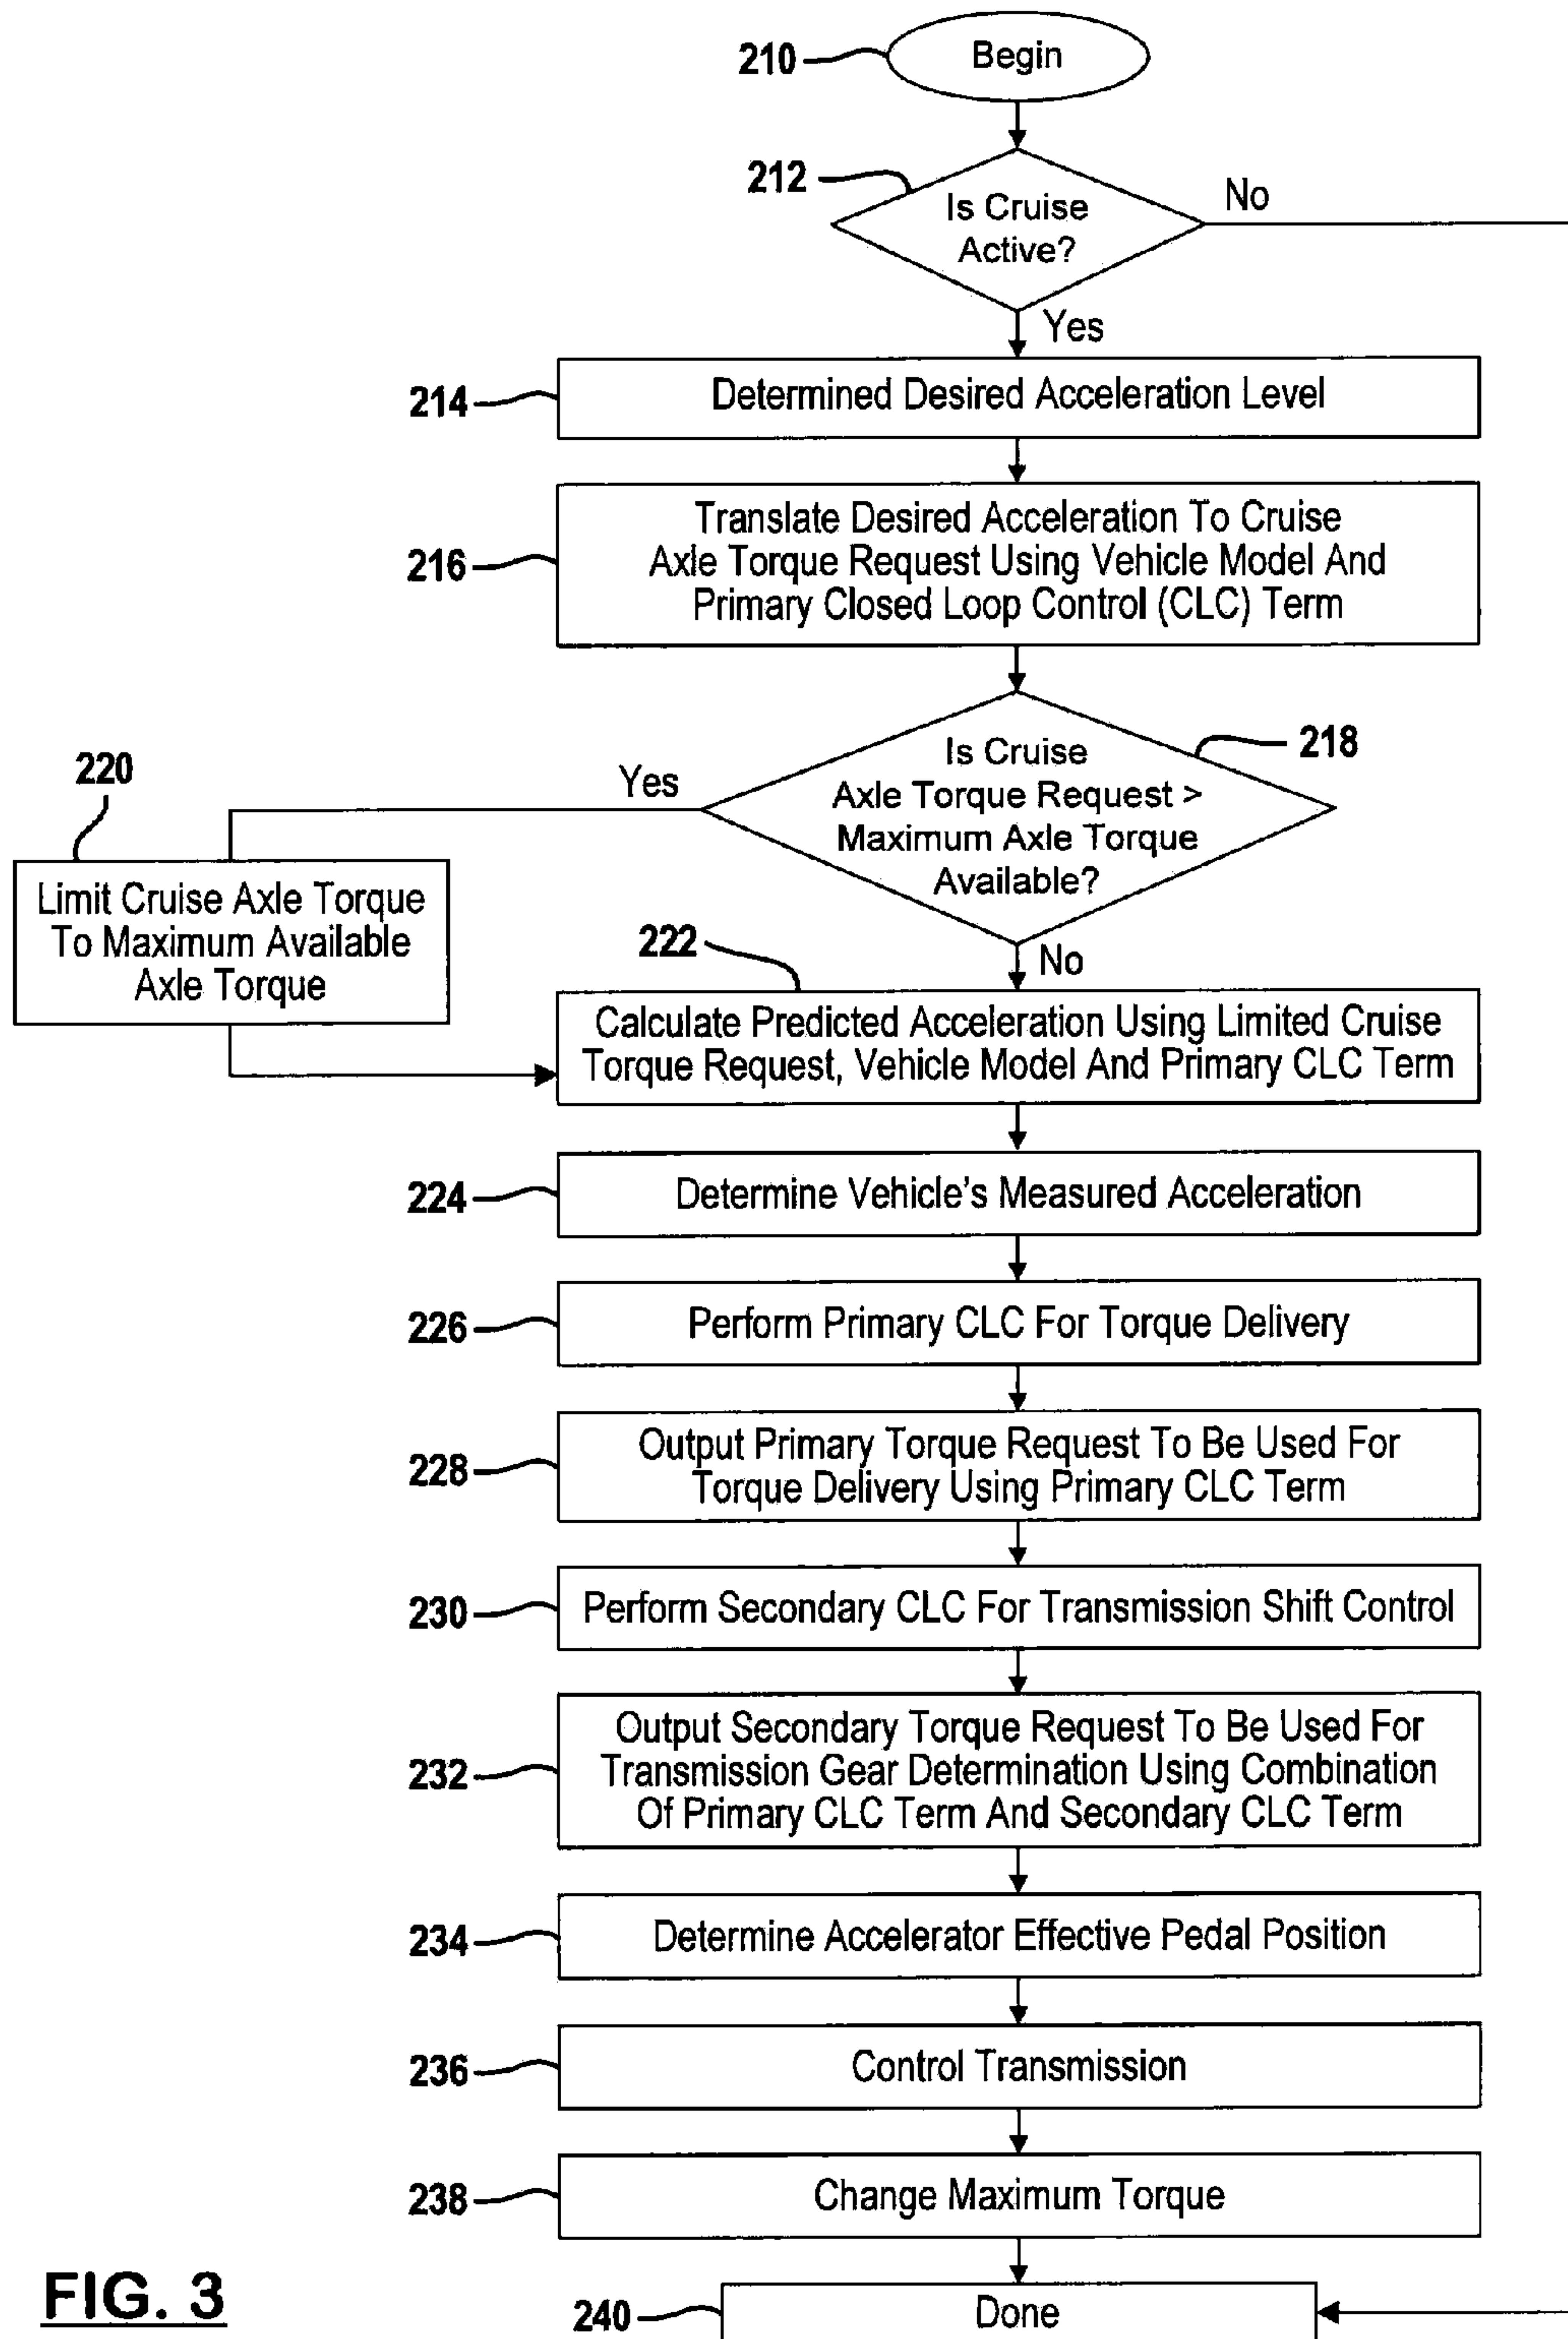 210
Begin
212
Is Cruise
Active?
No
Yes
214
Determined Desired Acceleration Level
216
Translate Desired Acceleration To Cruise
Axle Torque Request Using Vehicle Model And
Primary Closed Loop Control (CLC) Term
218
Is Cruise
Axle Torque Request >
Maximum Axle Torque
Available?
Yes
220
Limit Cruise Axle Torque
To Maximum Available
Axle Torque
No
222
Calculate Predicted Acceleration Using Limited Cruise
Torque Request, Vehicle Model And Primary CLC Term
224
Determine Vehicle's Measured Acceleration
226
Perform Primary CLC For Torque Delivery
228
Output Primary Torque Request To Be Used For
Torque Delivery Using Primary CLC Term
230
Perform Secondary CLC For Transmission Shift Control
232
Output Secondary Torque Request To Be Used For
Transmission Gear Determination Using Combination
Of Primary CLC Term And Secondary CLC Term
234
Determine Accelerator Effective Pedal Position
236
Control Transmission
238
Change Maximum Torque
240
Done
FIG. 3